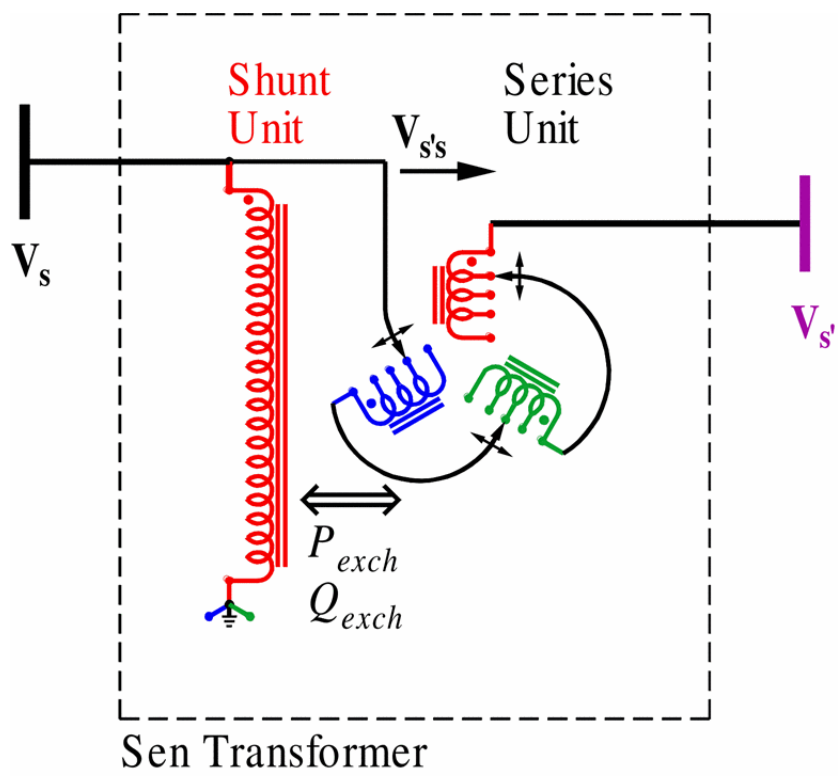 Shunt
Unit
Series
Unit
Vs's
Vs
Vs'
Pexch
Qexch
Sen Transformer